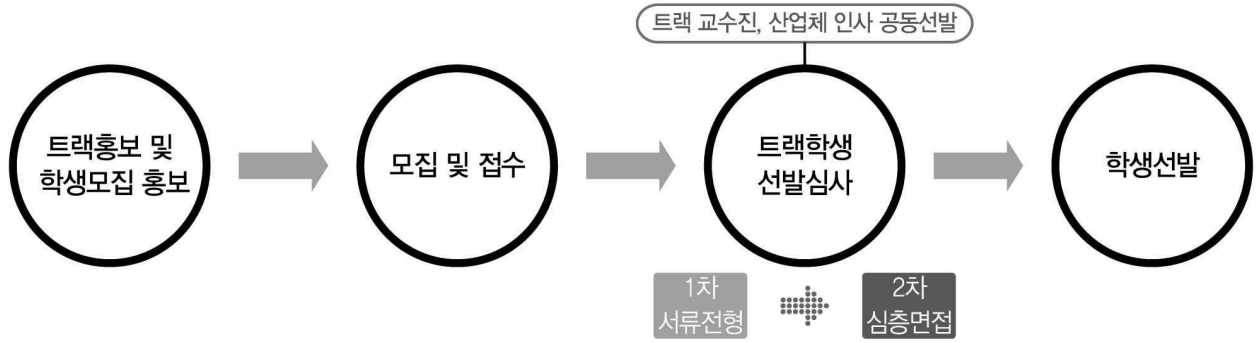 트랙 교수진, 산업체 인사 공동선발
트랙홍보 및
학생모집 홍보
모집 및 접수
트랙학생
선발심사
학생선발
1차
서류전형
2차
심층면접